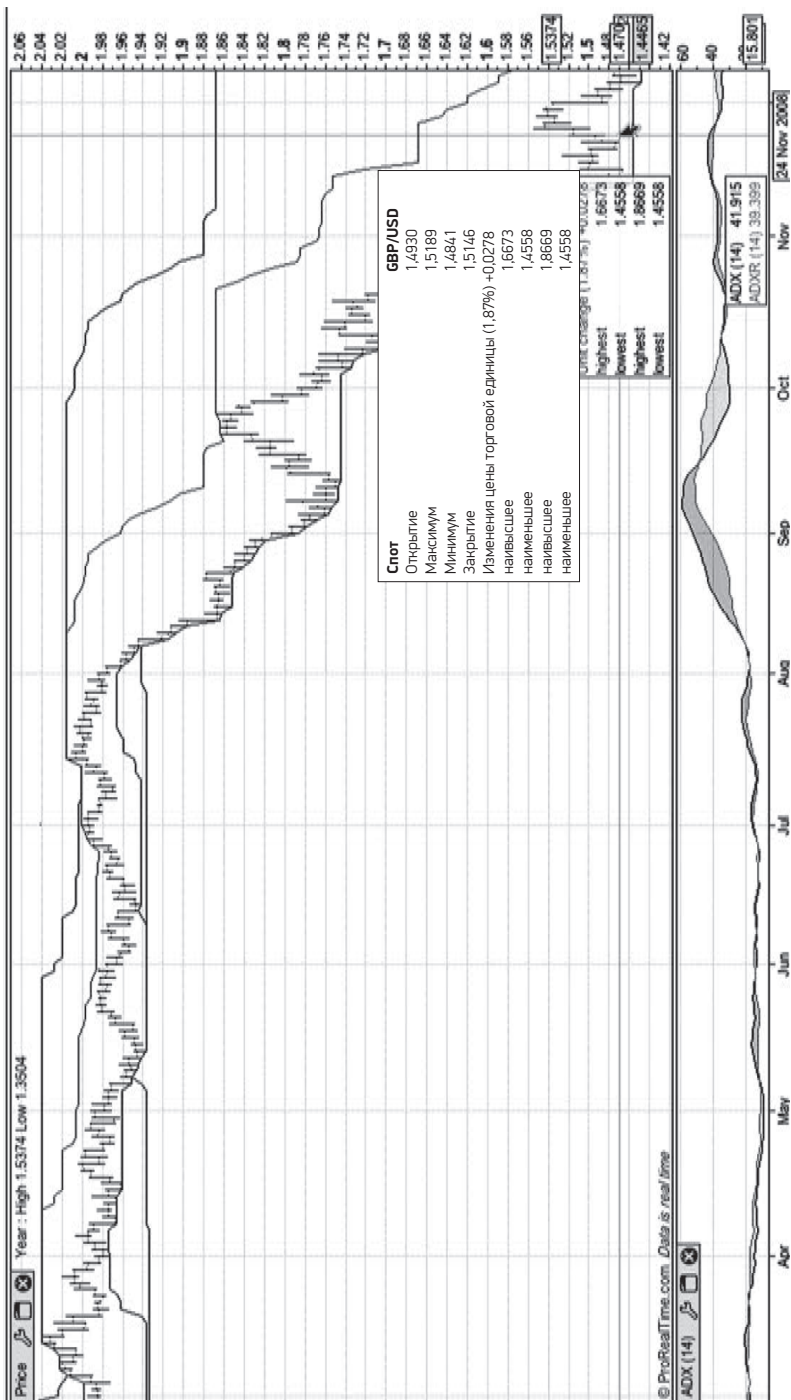 Price
Year : High 1.5374 Low 1.3504
2.06
2.04
2.02
2
1.98
1.96
1.94
1.9
1.88
1.86
1.84
1.82
1.8
1.78
1.76
1.74
1.72
1.7
1.68
1.66
1.64
1.62
1.6
1.58
1.56
1.5374
1.52
1.5
1.48
1.4706
1.4465
1.42
Спот GBP/USD
Открытие 1,4930
Максимум 1,5189
Минимум 1,4841
Закрытие 1,5146
Изменения цены торговой единицы (1,87%) +0,0278
наивысшее 1,6673
наименьшее 1,4558
наивысшее 1,8669
наименьшее 1,4558
change (1.87%) +0.0278
highest 1.6673
lowest 1.4558
highest 1.8669
lowest 1.4558
© ProRealTime.com Data is real time
ADX (14)
60
40
15.801
ADX (14) 41.915
ADXR (14) 39.399
Apr
May
Jun
Jul
Aug
Sep
Oct
Nov
24 Nov 2008